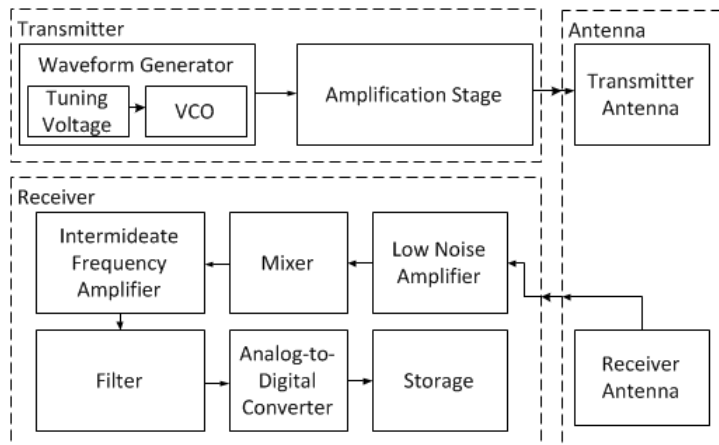 Transmitter
Antenna
Waveform Generator
Tuning
Voltage
VCO
Amplification Stage
Transmitter
Antenna
Receiver
Intermideate
Frequency
Amplifier
Mixer
Low Noise
Amplifier
Filter
Analog-to-
Digital
Converter
Storage
Receiver
Antenna